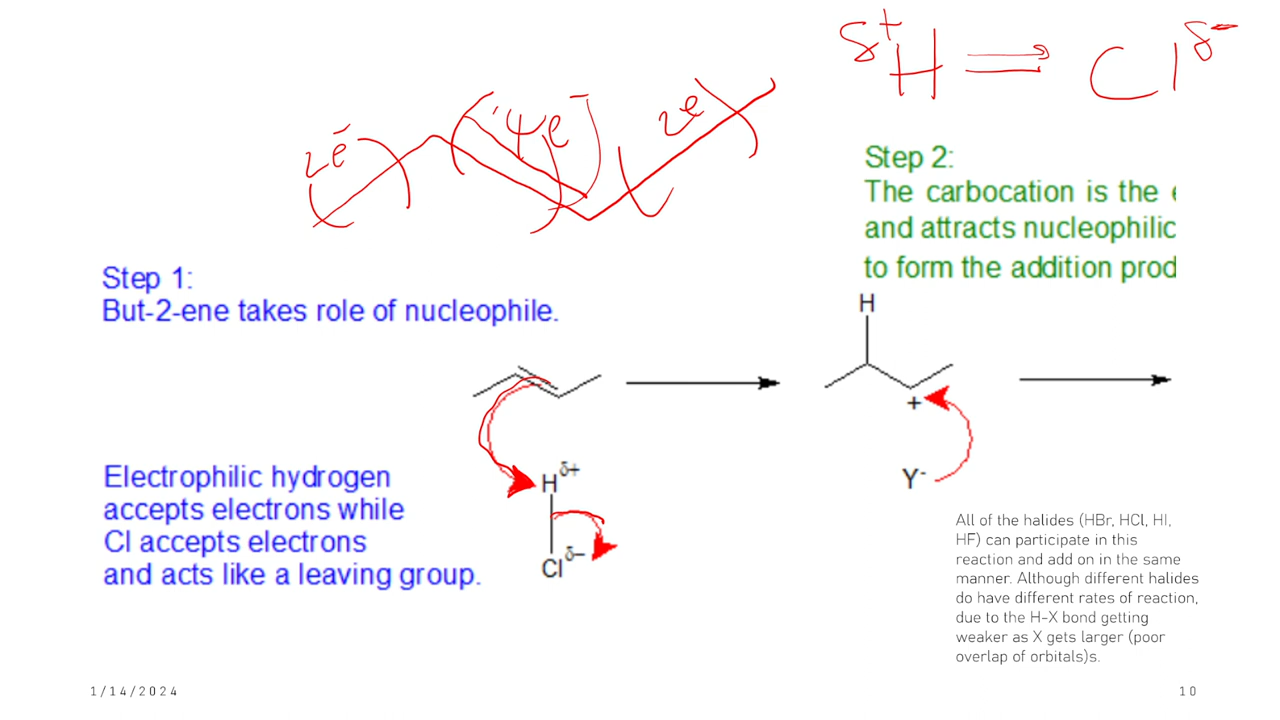 δ+ H Cl δ-
2e- 4e- 2e
Step 2:
The carbocation is the
and attracts nucleophilic
to form the addition prod
Step 1:
But-2-ene takes role of nucleophile.
H
+
Y-
Electrophilic hydrogen
accepts electrons while
Cl accepts electrons
and acts like a leaving group.
Hδ+
Clδ−
All of the halides (HBr, HCl, HI,
HF) can participate in this
reaction and add on in the same
manner. Although different halides
do have different rates of reaction,
due to the H-X bond getting
weaker as X gets larger (poor
overlap of orbitals)s.
1/14/2024
10